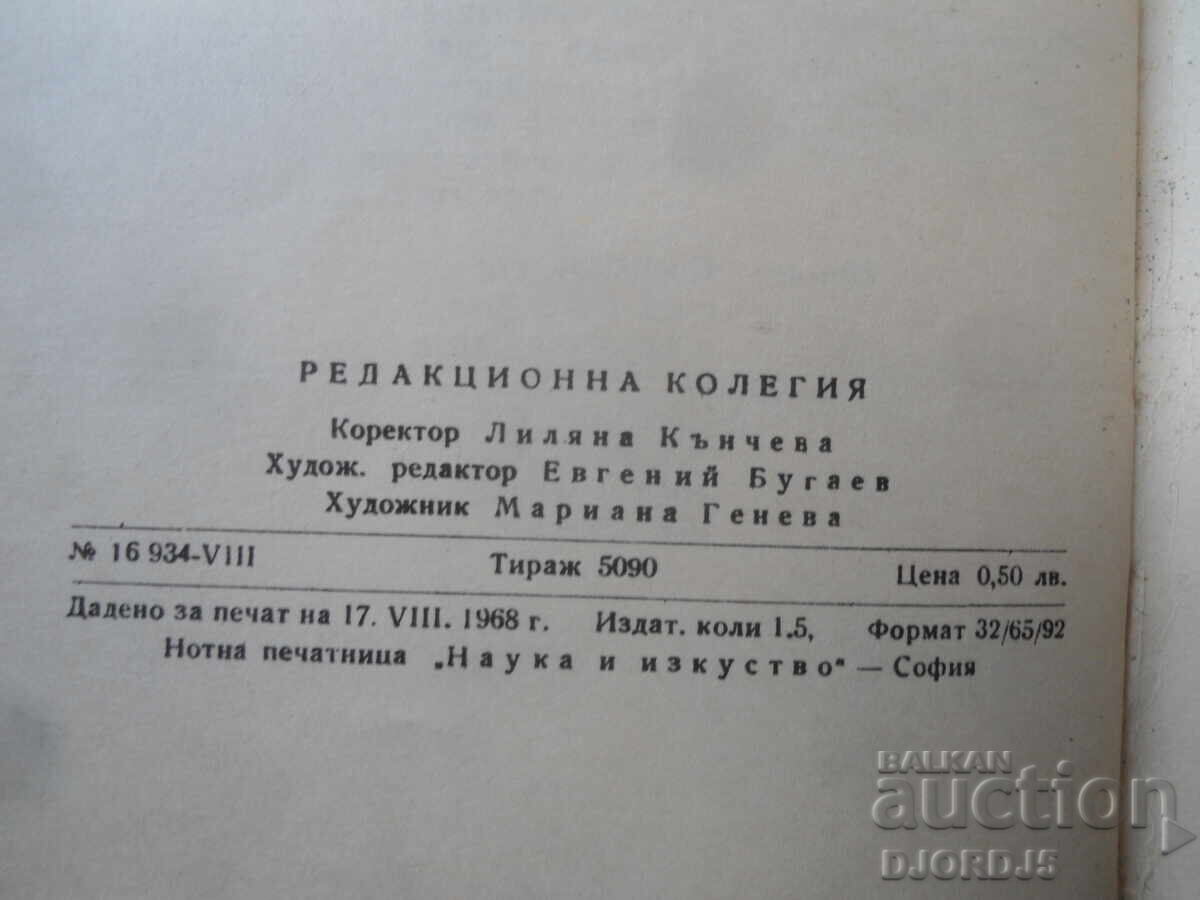 РЕДАКЦИОННА КОЛЕГИЯ
Коректор Лиляна Кънчева
Худож. редактор Евгений Бугаев
Художник Мариана Генева
№ 16 934-VIII Тираж 5090 Цена 0,50 лв.
Дадено за печат на 17. VIII. 1968 г. Издат. коли 1.5, Формат 32/65/92
Нотна печатница „Наука и изкуство“ — София
BALKAN
auction
DJORDJ5